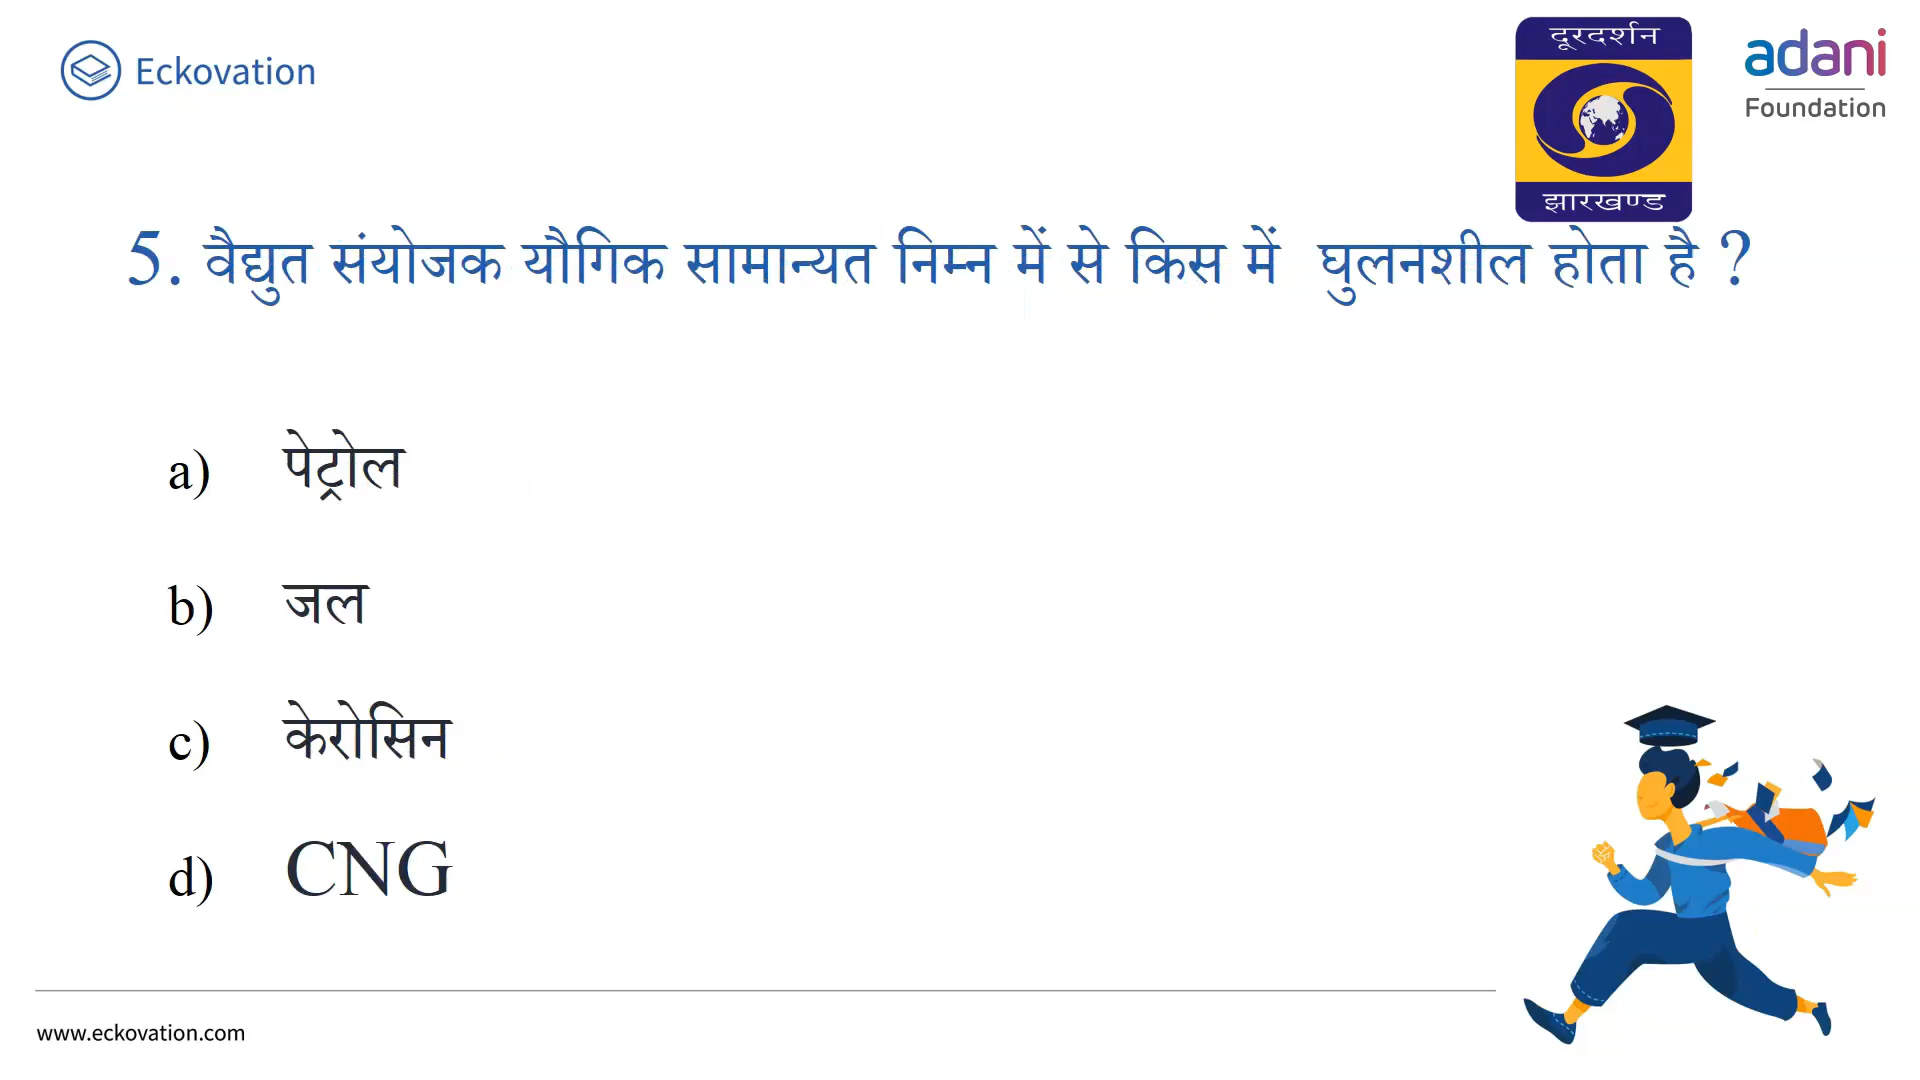 Eckovation
दूरदर्शन
झारखण्ड
adani
Foundation
5. वैद्युत संयोजक यौगिक सामान्यत निम्न में से किस में घुलनशील होता है ?
a) पेट्रोल
b) जल
c) केरोसिन
d) CNG
www.eckovation.com